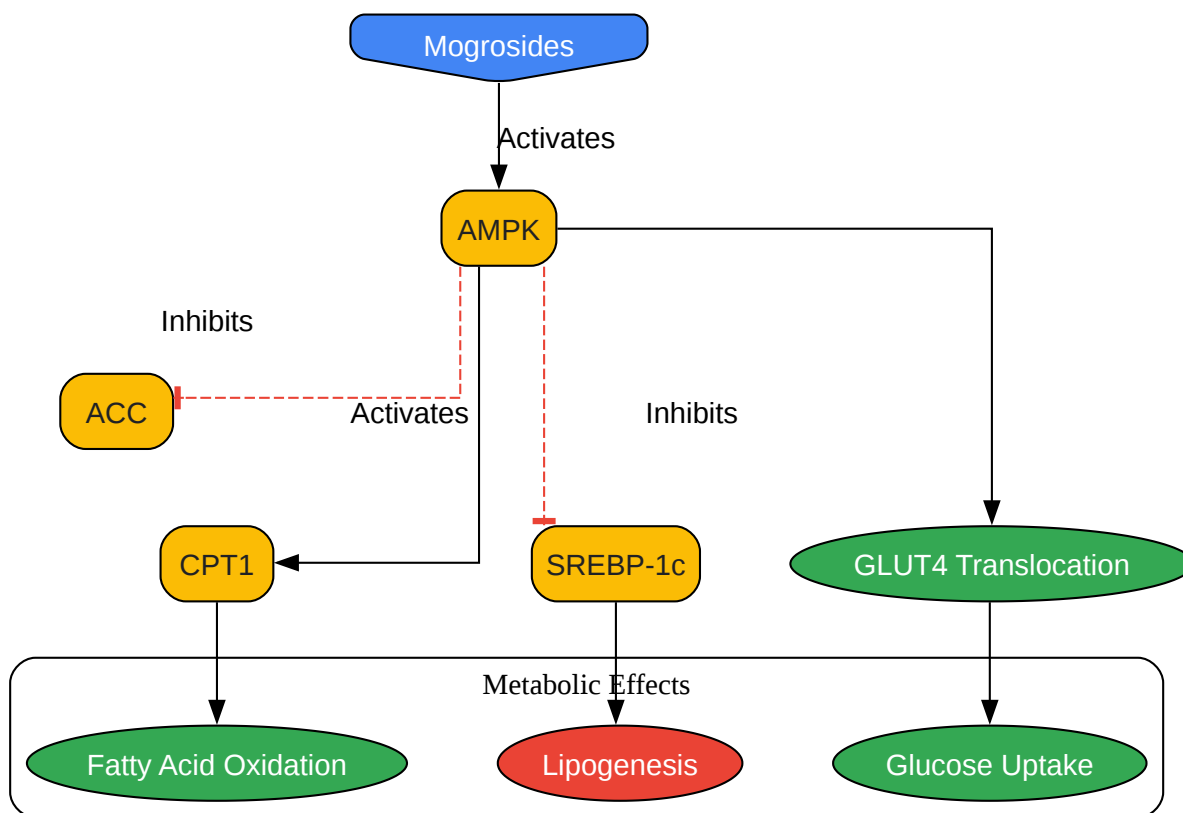 Mogrosides
Activates
AMPK
Inhibits
ACC
Activates
Inhibits
CPT1
SREBP-1c
GLUT4 Translocation
Metabolic Effects
Fatty Acid Oxidation
Lipogenesis
Glucose Uptake